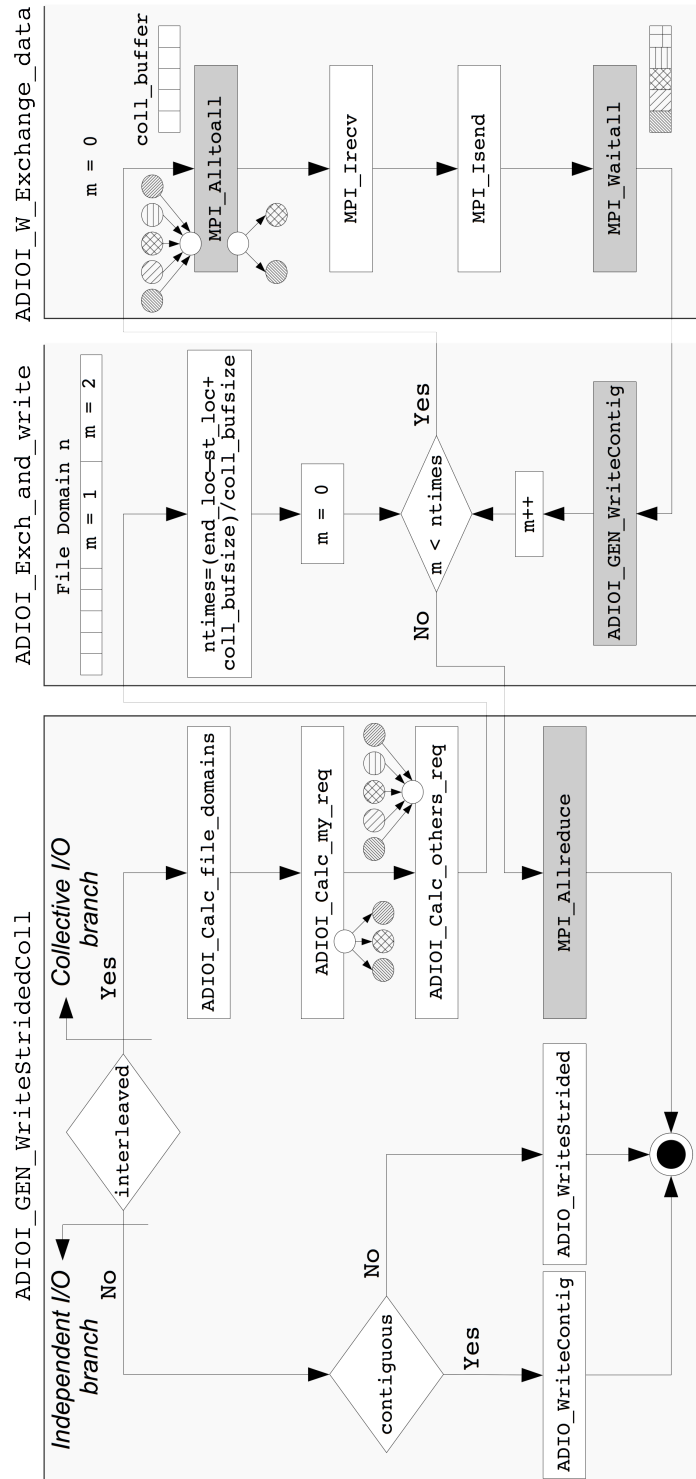 ADIOI_GEN_WriteStridedColl
Independent I/O
branch
Collective I/O
branch
No
Yes
interleaved
contiguous
No
Yes
ADIO_WriteContig
ADIO_WriteStrided
ADIOI_Calc_file_domains
ADIOI_Calc_my_req
ADIOI_Calc_others_req
MPI_Allreduce
ADIOI_Exch_and_write
File Domain n
m = 1
m = 2
ntimes=(end_loc-st_loc+
coll_bufsize)/coll_bufsize
m = 0
m < ntimes
No
Yes
m++
ADIOI_GEN_WriteContig
ADIOI_W_Exchange_data
m = 0
coll_buffer
MPI_Alltoall
MPI_Irecv
MPI_Isend
MPI_Waitall